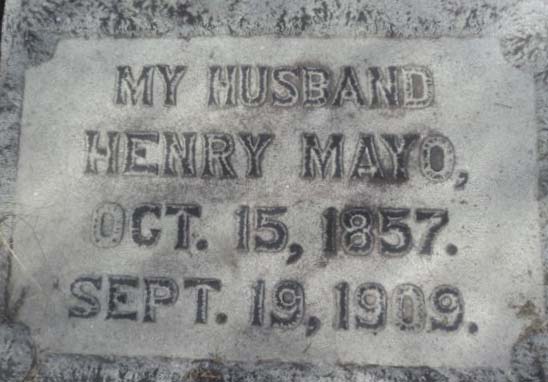 MY HUSBAND
HENRY MAYO,
OCT. 15, 1857.
SEPT. 19, 1909.